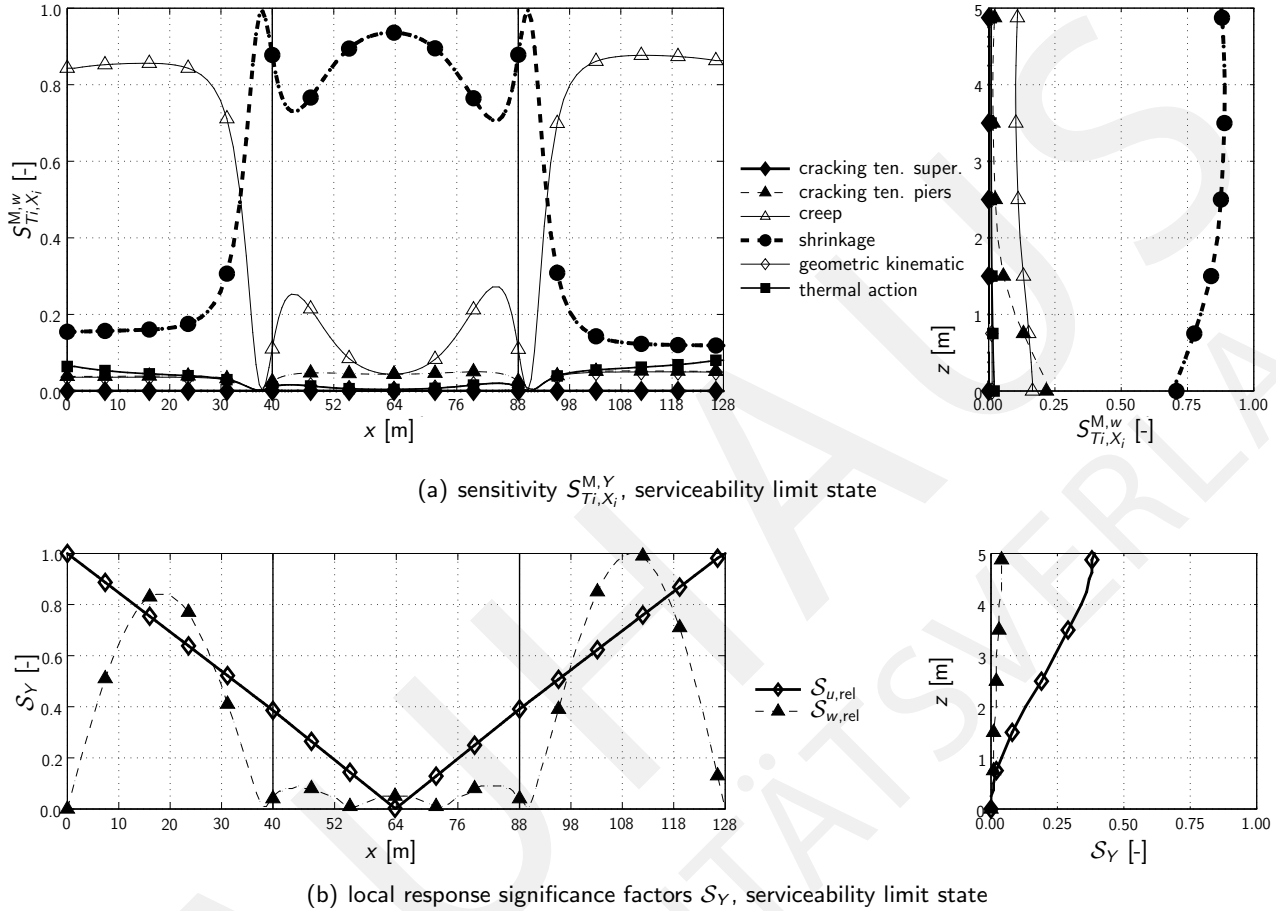 1.0
0.8
0.6
0.4
0.2
0.0
0 10 20 30 40 52 64 76 88 98 108 118 128
S^{M,w}_{Ti,X_i} [-]
x [m]
cracking ten. super.
cracking ten. piers
creep
shrinkage
geometric kinematic
thermal action
5
4
3
2
1
0
0.00 0.25 0.50 0.75 1.00
z [m]
S^{M,w}_{Ti,X_i} [-]
(a) sensitivity S^{M,Y}_{Ti,X_i}, serviceability limit state
1.0
0.8
0.6
0.4
0.2
0.0
0 10 20 30 40 52 64 76 88 98 108 118 128
S_Y [-]
x [m]
S_{u,rel}
S_{w,rel}
5
4
3
2
1
0
0.00 0.25 0.50 0.75 1.00
z [m]
S_Y [-]
(b) local response significance factors S_Y, serviceability limit state
AUHAUS
ITÄTSVERLA